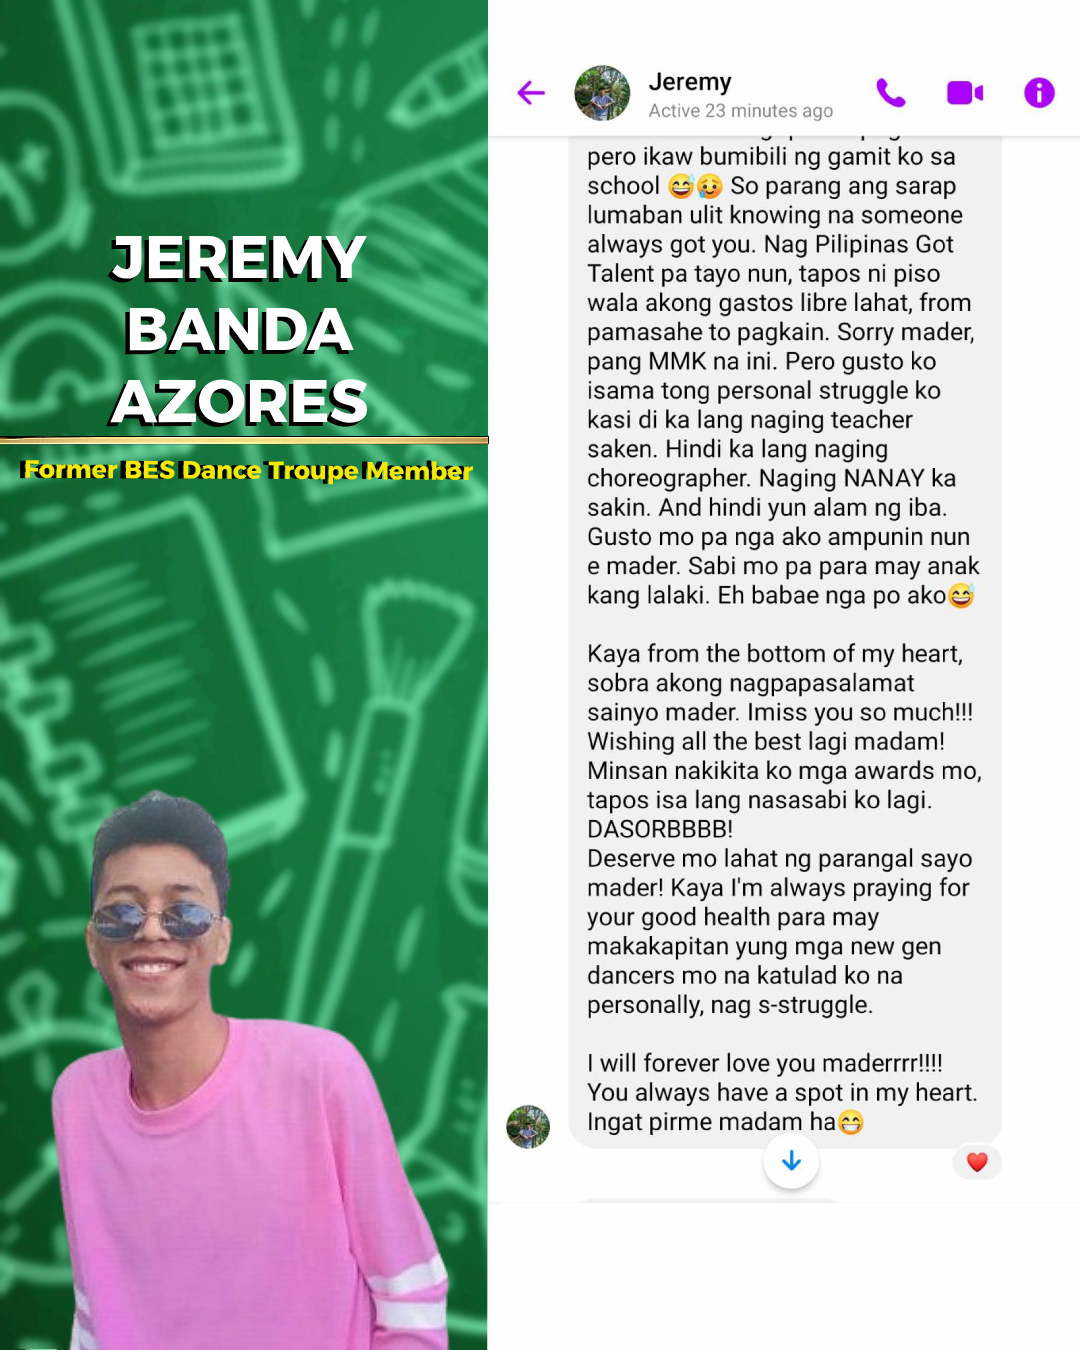 JEREMY
BANDA
AZORES
Former BES Dance Troupe Member
Jeremy
Active 23 minutes ago
pero ikaw bumibili ng gamit ko sa
school 😅😥 So parang ang sarap
lumaban ulit knowing na someone
always got you. Nag Pilipinas Got
Talent pa tayo nun, tapos ni piso
wala akong gastos libre lahat, from
pamasahe to pagkain. Sorry mader,
pang MMK na ini. Pero gusto ko
isama tong personal struggle ko
kasi di ka lang naging teacher
saken. Hindi ka lang naging
choreographer. Naging NANAY ka
sakin. And hindi yun alam ng iba.
Gusto mo pa nga ako ampunin nun
e mader. Sabi mo pa para may anak
kang lalaki. Eh babae nga po ako😅
Kaya from the bottom of my heart,
sobra akong nagpapasalamat
sainyo mader. Imiss you so much!!!
Wishing all the best lagi madam!
Minsan nakikita ko mga awards mo,
tapos isa lang nasasabi ko lagi.
DASORBBBB!
Deserve mo lahat ng parangal sayo
mader! Kaya I'm always praying for
your good health para may
makakapitan yung mga new gen
dancers mo na katulad ko na
personally, nag s-struggle.
I will forever love you maderrrr!!!!
You always have a spot in my heart.
Ingat pirme madam ha😁